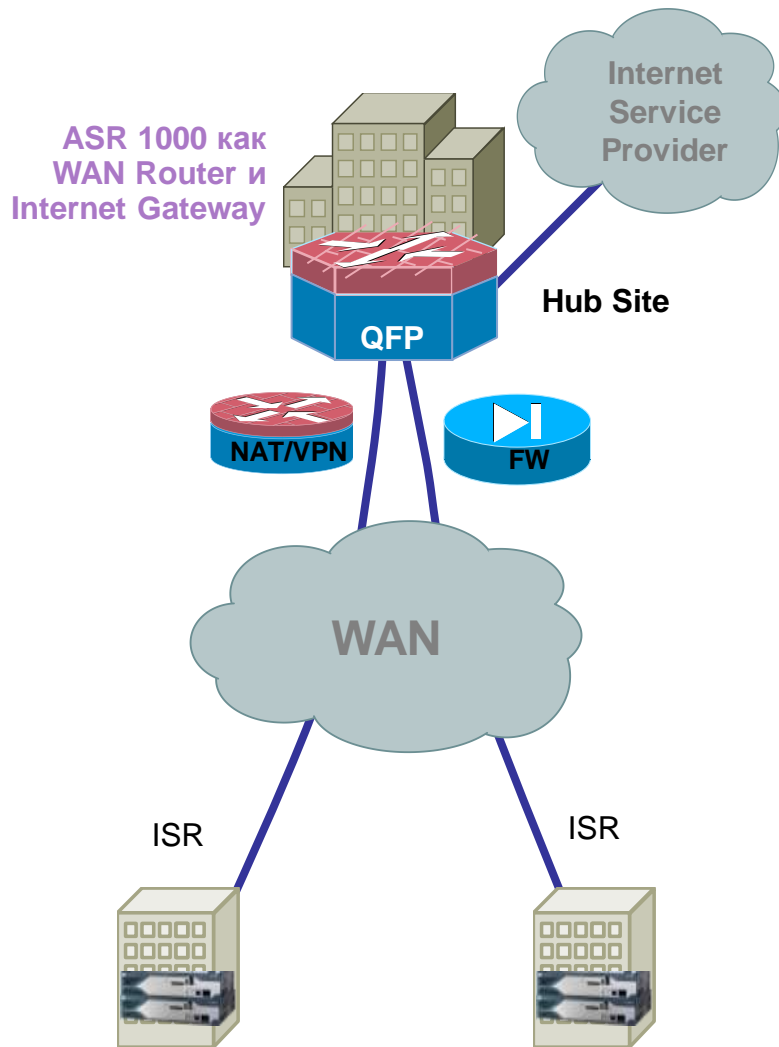 Internet
Service
Provider
ASR 1000 как
WAN Router и
Internet Gateway
Hub Site
QFP
NAT/VPN
FW
WAN
ISR
ISR